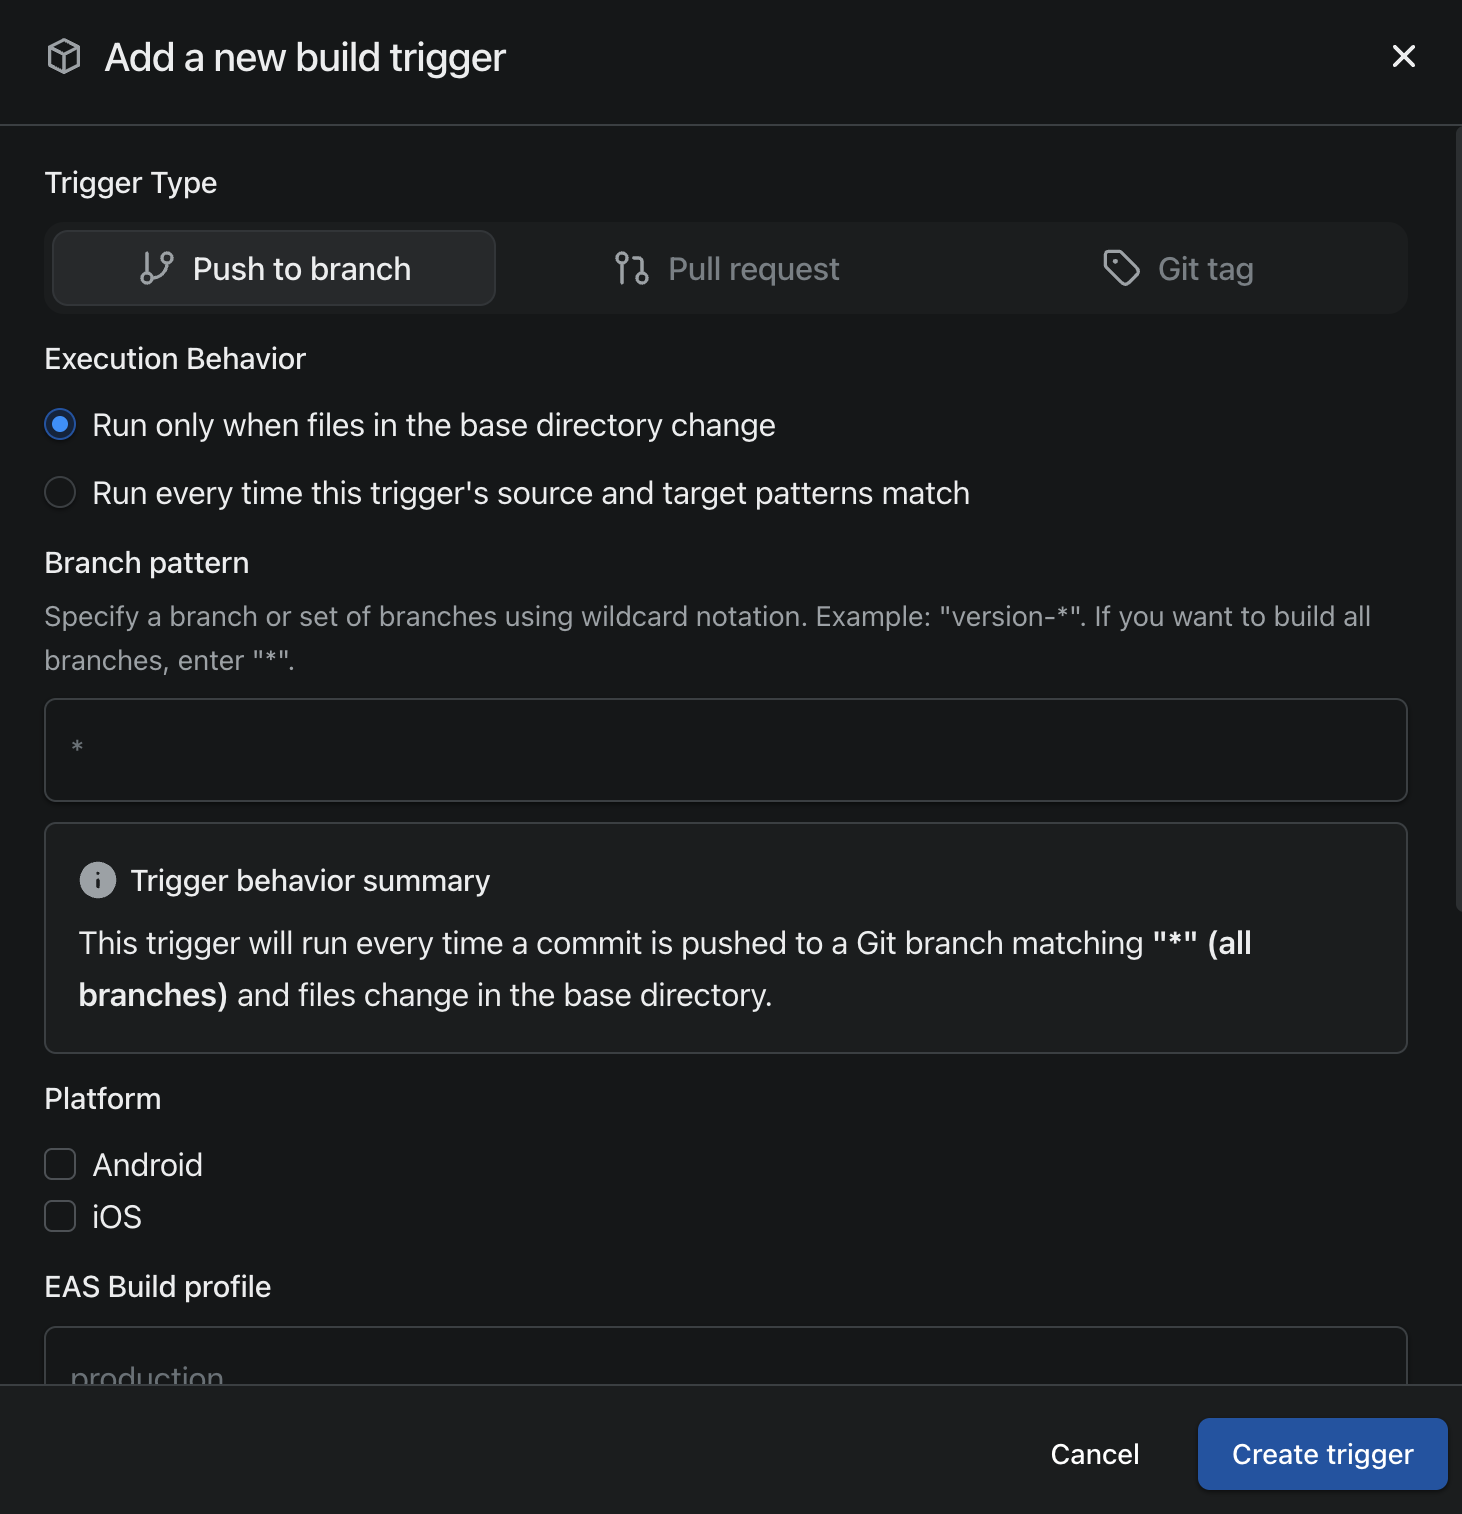 Add a new build trigger
Trigger Type
Push to branch
Pull request
Git tag
Execution Behavior
Run only when files in the base directory change
Run every time this trigger's source and target patterns match
Branch pattern
Specify a branch or set of branches using wildcard notation. Example: "version-*". If you want to build all
branches, enter "*".
*
Trigger behavior summary
This trigger will run every time a commit is pushed to a Git branch matching "*" (all
branches) and files change in the base directory.
Platform
Android
iOS
EAS Build profile
production
Cancel
Create trigger